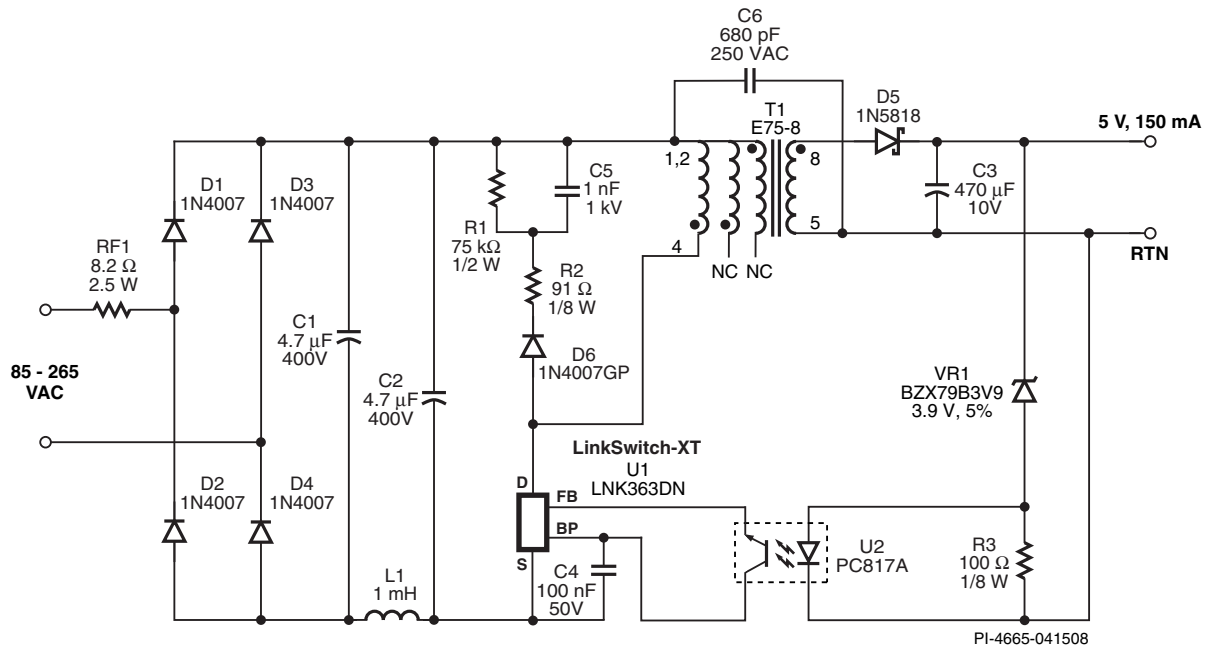 C6
680 pF
250 VAC
T1
E75-8
D5
1N5818
5 V, 150 mA
1,2
8
C5
1 nF
1 kV
C3
470 μF
10V
D1
1N4007
D3
1N4007
R1
75 kΩ
1/2 W
4
5
NC NC
RTN
RF1
8.2 Ω
2.5 W
R2
91 Ω
1/8 W
C1
4.7 μF
400V
D6
1N4007GP
85 - 265
VAC
C2
4.7 μF
400V
VR1
BZX79B3V9
3.9 V, 5%
LinkSwitch-XT
U1
LNK363DN
D2
1N4007
D4
1N4007
D
FB
BP
S
U2
PC817A
R3
100 Ω
1/8 W
L1
1 mH
C4
100 nF
50V
PI-4665-041508